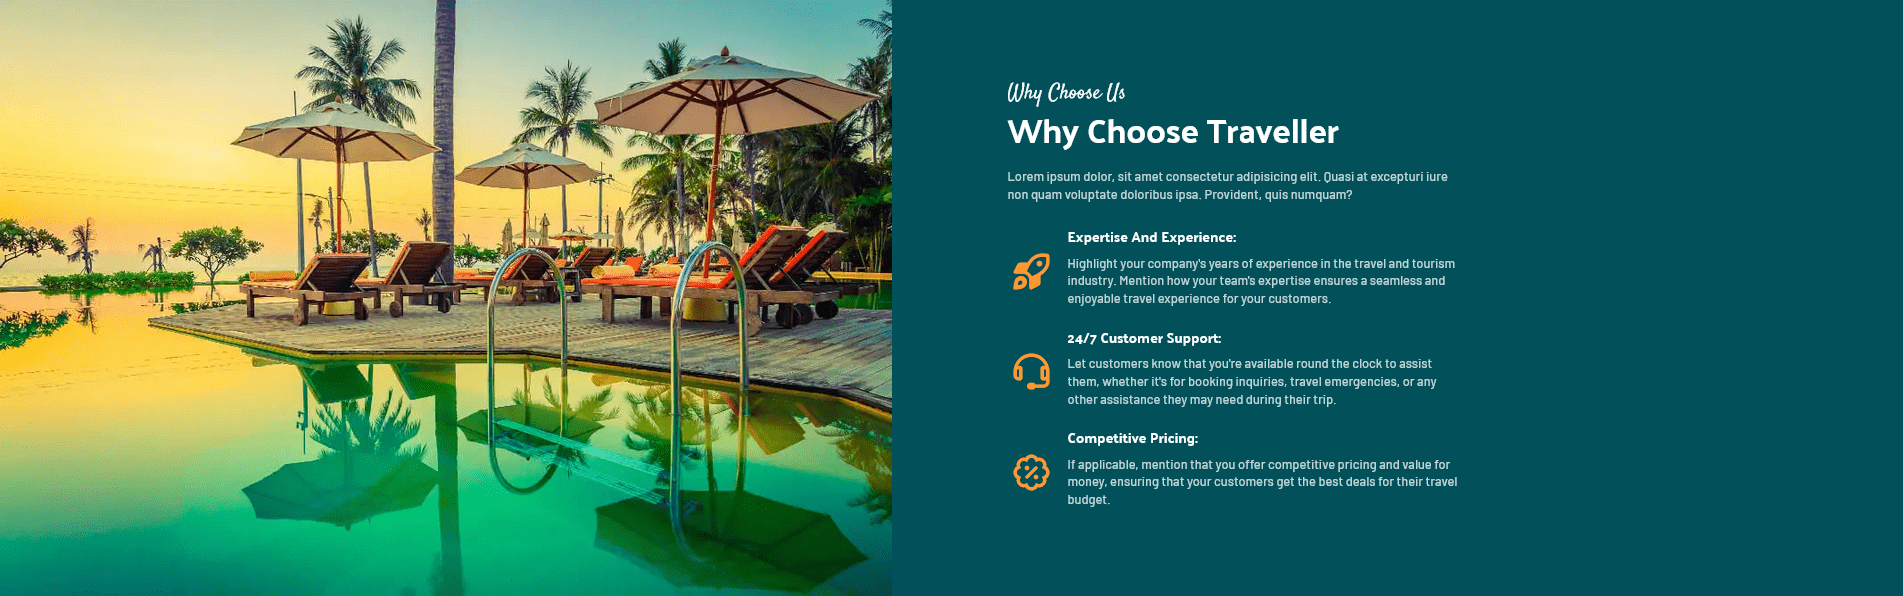 Why Choose Us
Why Choose Traveller
Lorem ipsum dolor, sit amet consectetur adipisicing elit. Quasi at excepturi iure
non quam voluptate doloribus ipsa. Provident, quis numquam?
Expertise And Experience:
Highlight your company's years of experience in the travel and tourism
industry. Mention how your team's expertise ensures a seamless and
enjoyable travel experience for your customers.
24/7 Customer Support:
Let customers know that you're available round the clock to assist
them, whether it's for booking inquiries, travel emergencies, or any
other assistance they may need during their trip.
Competitive Pricing:
If applicable, mention that you offer competitive pricing and value for
money, ensuring that your customers get the best deals for their travel
budget.